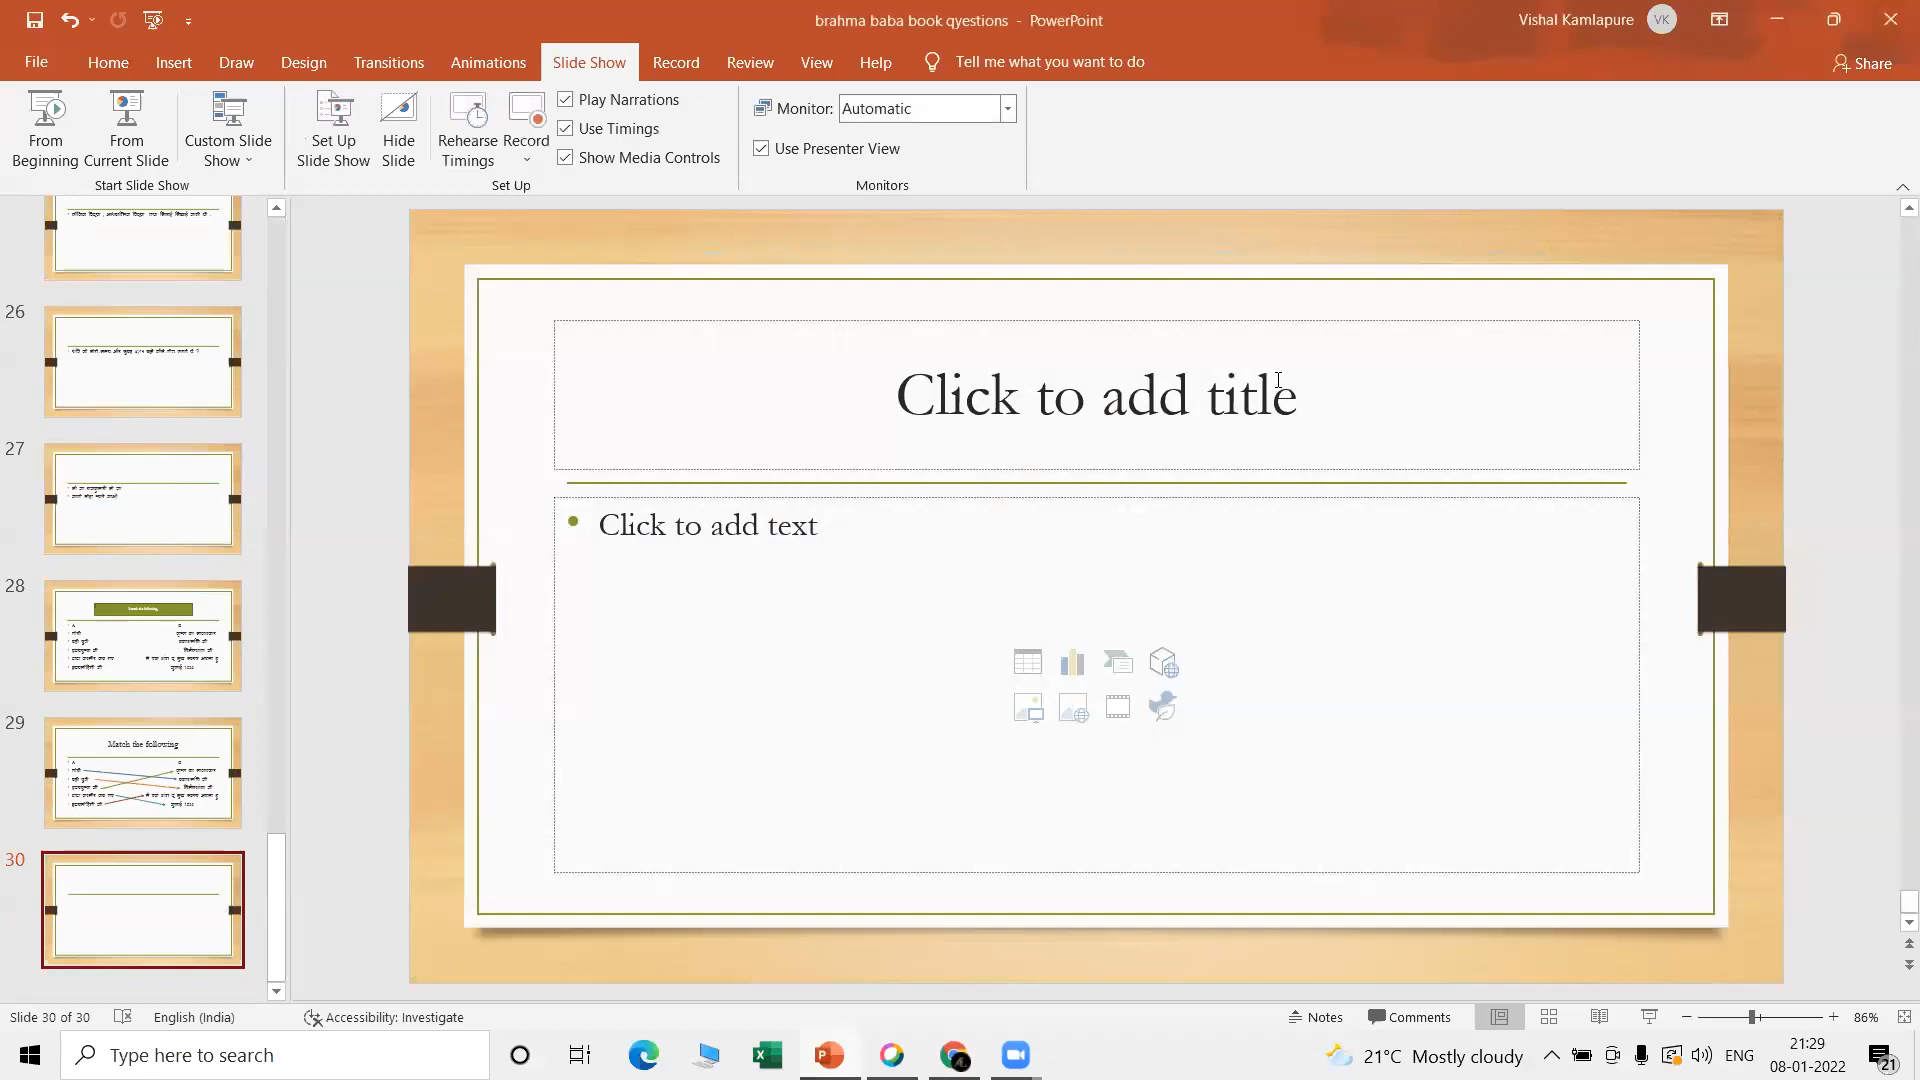 brahma baba book qyestions - PowerPoint
Vishal Kamlapure VK
File Home Insert Draw Design Transitions Animations Slide Show Record Review View Help Tell me what you want to do Share
Play Narrations
Use Timings
Show Media Controls
Monitor: Automatic
Use Presenter View
From Beginning
From Current Slide
Custom Slide Show
Set Up Slide Show
Hide Slide
Rehearse Timings
Record
Start Slide Show Set Up Monitors
26
27
28
29
Match the following
30
Click to add title
Click to add text
Slide 30 of 30 English (India) Accessibility: Investigate Notes Comments 86%
Type here to search
21°C Mostly cloudy
ENG
21:29
08-01-2022
21